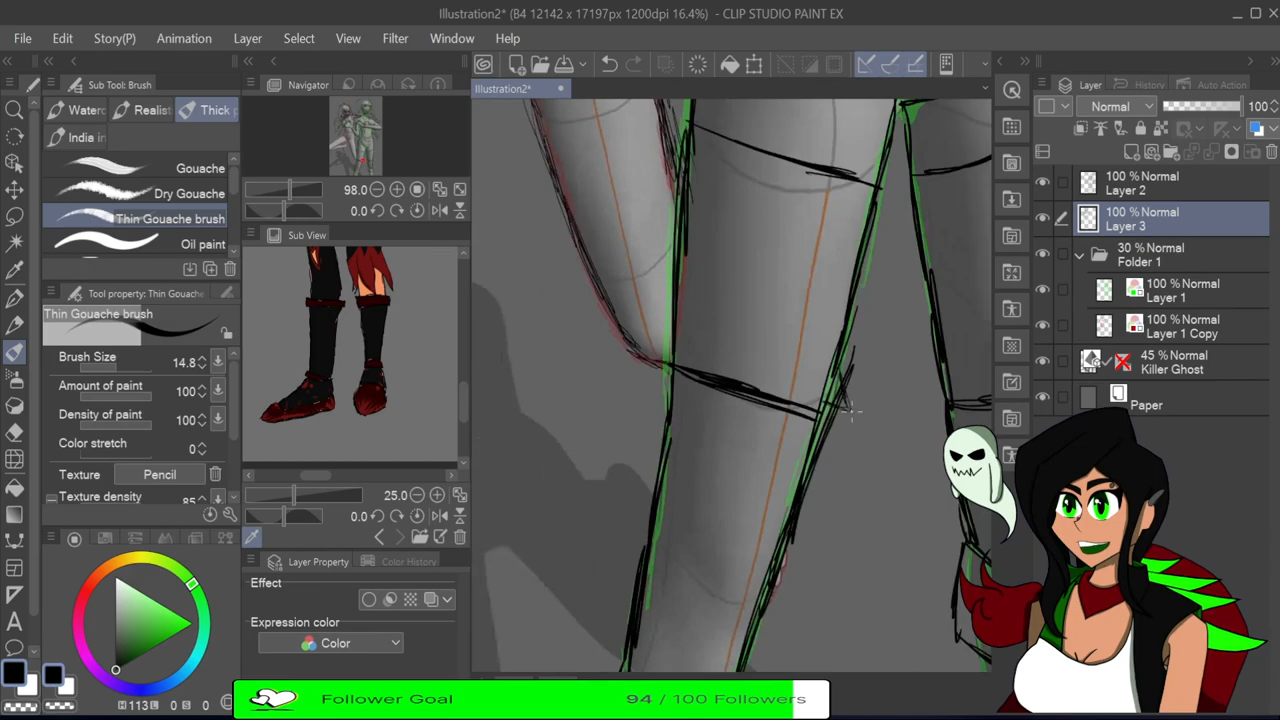 Illustration2* (B4 12142 x 17197px 1200dpi 16.4%) - CLIP STUDIO PAINT EX
File Edit Story(P) Animation Layer Select View Filter Window Help
Sub Tool: Brush
Waterc Realist Thick p
India in
Gouache
Dry Gouache
Thin Gouache brush
Oil paint
Tool property: Thin Gouache
Thin Gouache brush
Brush Size 14.8
Amount of paint 100
Density of paint 100
Color stretch 0
Texture Pencil
Texture density 85
H 113 L 0 S 0
Navigator
98.0
0.0
Sub View
25.0
0.0
Layer Property Color History
Effect
Expression color
Color
Illustration2*
Layer History Auto Action
Normal 100
100 % Normal
Layer 2
100 % Normal
Layer 3
30 % Normal
Folder 1
100 % Normal
Layer 1
100 % Normal
Layer 1 Copy
45 % Normal
Killer Ghost
Paper
Follower Goal 94 / 100 Followers